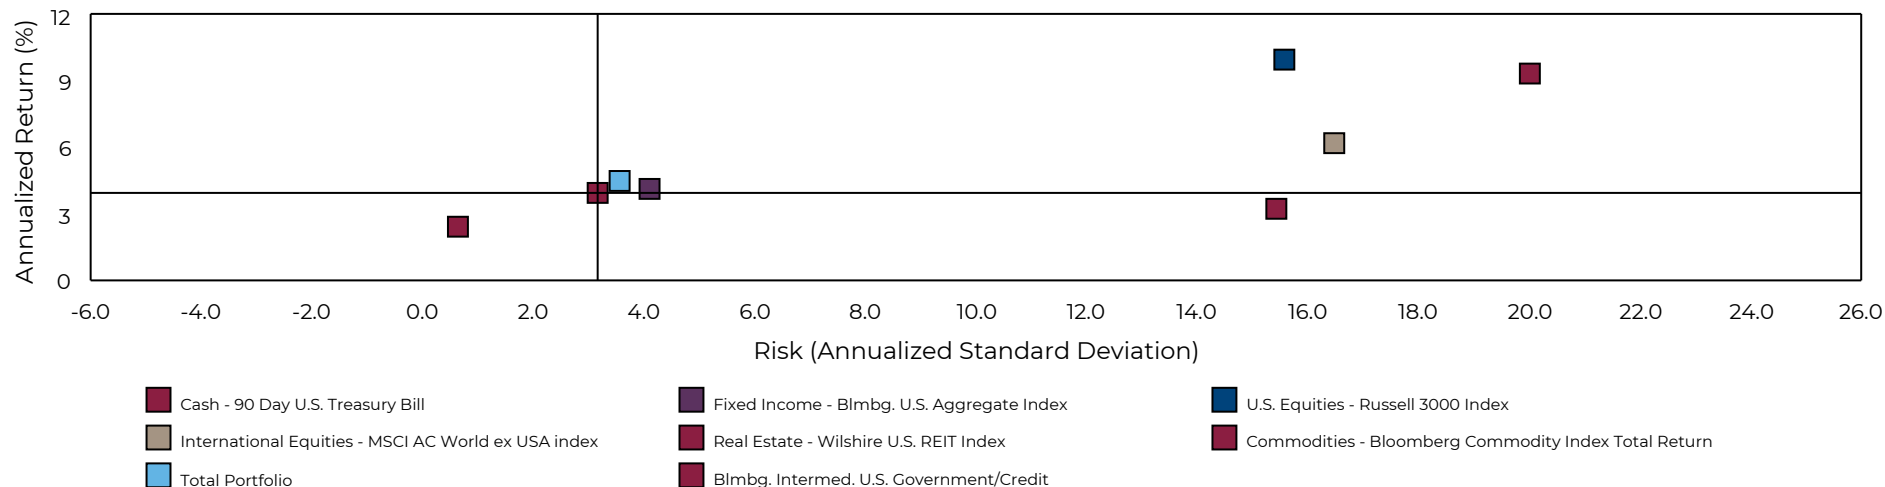 12
9
6
3
0
Annualized Return (%)
-6.0 -4.0 -2.0 0.0 2.0 4.0 6.0 8.0 10.0 12.0 14.0 16.0 18.0 20.0 22.0 24.0 26.0
Risk (Annualized Standard Deviation)
Cash - 90 Day U.S. Treasury Bill Fixed Income - Blmbg. U.S. Aggregate Index U.S. Equities - Russell 3000 Index
International Equities - MSCI AC World ex USA index Real Estate - Wilshire U.S. REIT Index Commodities - Bloomberg Commodity Index Total Return
Total Portfolio Blmbg. Intermed. U.S. Government/Credit